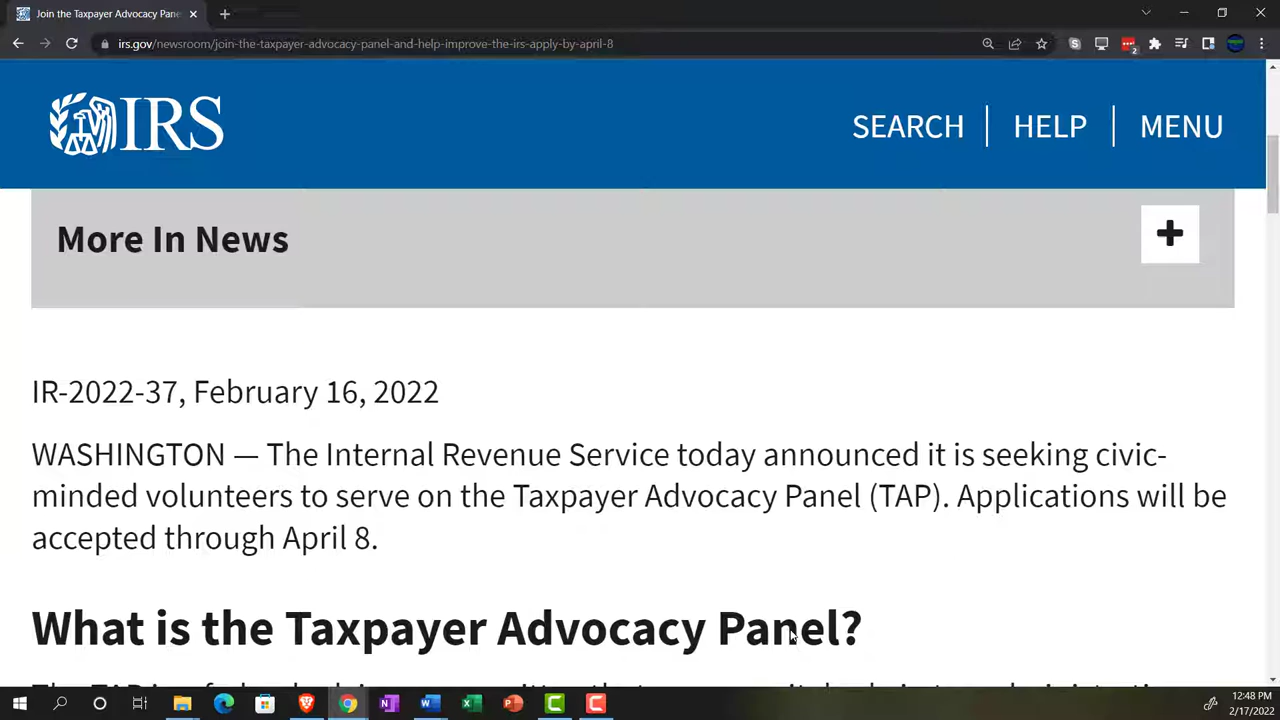 Join the Taxpayer Advocacy Pane
irs.gov/newsroom/join-the-taxpayer-advocacy-panel-and-help-improve-the-irs-apply-by-april-8
2
IRS
SEARCH
HELP
MENU
More In News
IR-2022-37, February 16, 2022
WASHINGTON — The Internal Revenue Service today announced it is seeking civic-
minded volunteers to serve on the Taxpayer Advocacy Panel (TAP). Applications will be
accepted through April 8.
What is the Taxpayer Advocacy Panel?
12:48 PM
2/17/2022